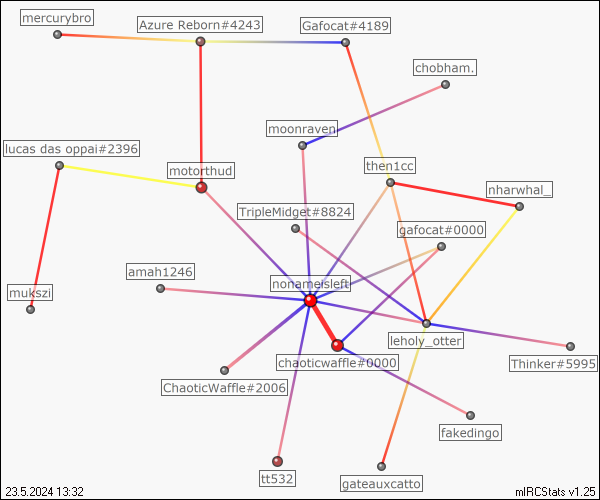 mercurybro
Azure Reborn#4243
Gafocat#4189
chobham.
moonraven
lucas das oppai#2396
motorthud
then1cc
nharwhal_
TripleMidget#8824
gafocat#0000
amah1246
nonameisleft
mukszi
leholy_otter
chaoticwaffle#0000
Thinker#5995
ChaoticWaffle#2006
fakedingo
tt532
gateauxcatto
23.5.2024 13:32
mIRCStats v1.25